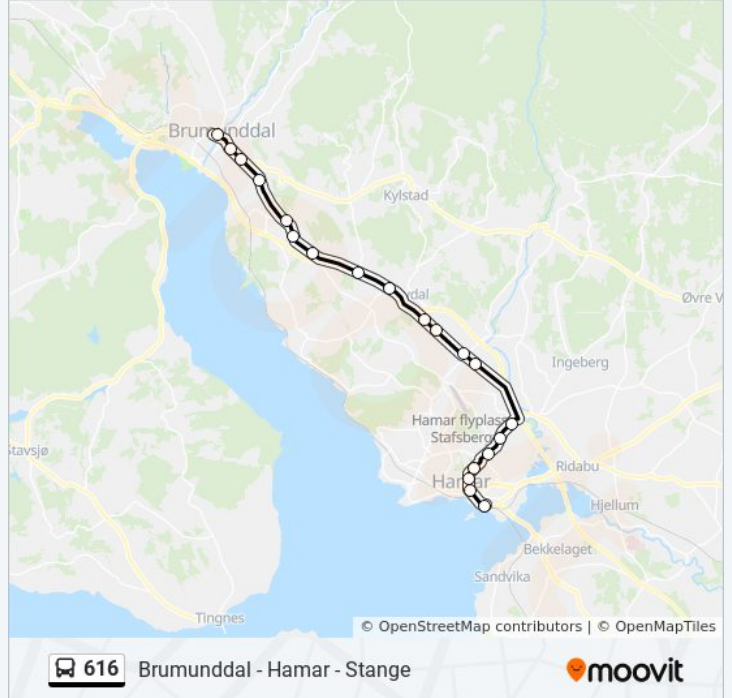 Brumunddal
Kylstad
dal
Øvre V
Ingeberg
Hamar flyplass
Stafsberg
Stavsjø
Ridabu
Hamar
Hjellum
Bekkelaget
Sandvika
Tingnes
© OpenStreetMap contributors | © OpenMapTiles
616 Brumunddal - Hamar - Stange
moovit